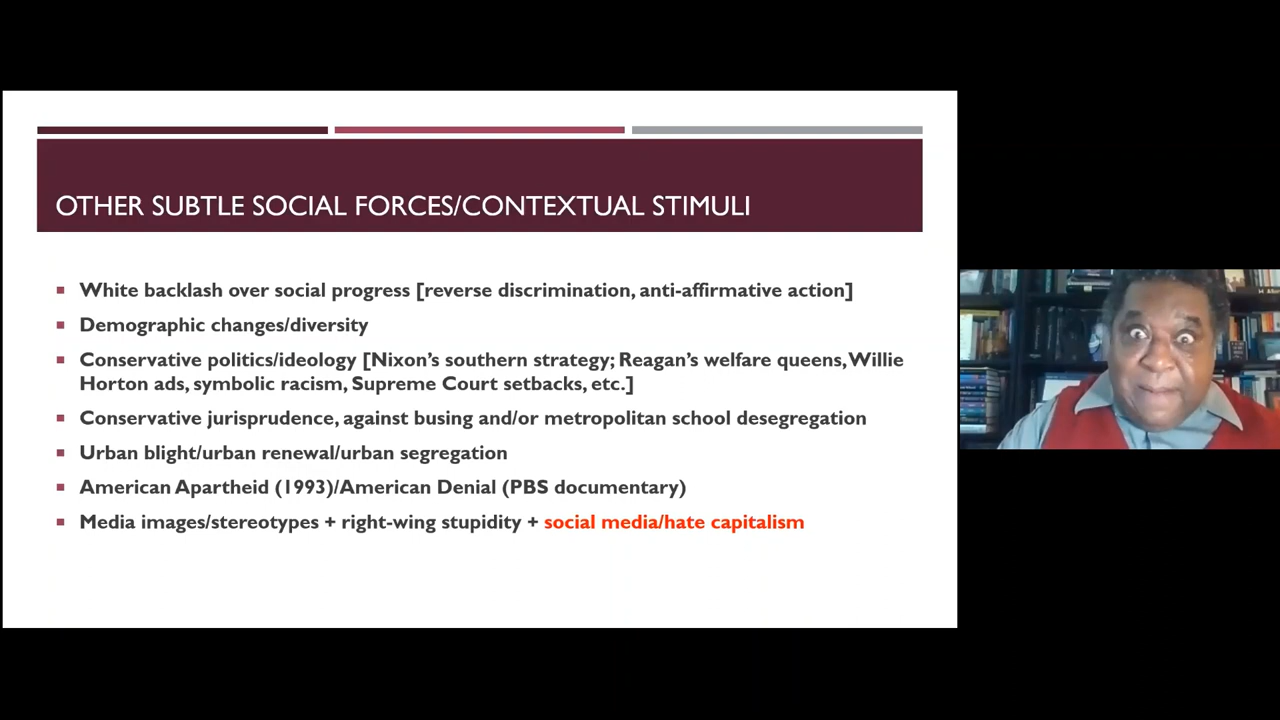 OTHER SUBTLE SOCIAL FORCES/CONTEXTUAL STIMULI
White backlash over social progress [reverse discrimination, anti-affirmative action]
Demographic changes/diversity
Conservative politics/ideology [Nixon's southern strategy; Reagan's welfare queens, Willie
Horton ads, symbolic racism, Supreme Court setbacks, etc.]
Conservative jurisprudence, against busing and/or metropolitan school desegregation
Urban blight/urban renewal/urban segregation
American Apartheid (1993)/American Denial (PBS documentary)
Media images/stereotypes + right-wing stupidity + social media/hate capitalism